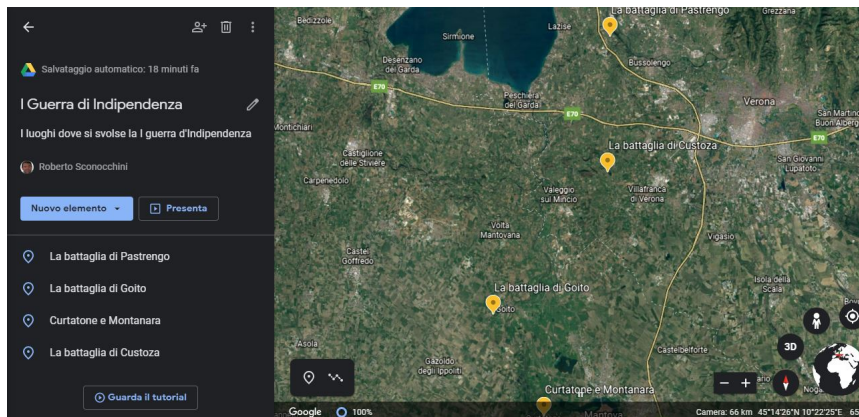 Salvataggio automatico: 18 minuti fa
I Guerra di Indipendenza
I luoghi dove si svolse la I guerra d'Indipendenza
Roberto Sconocchini
Nuovo elemento
Presenta
La battaglia di Pastrengo
La battaglia di Goito
Curtatone e Montanara
La battaglia di Custoza
Guarda il tutorial
Bedizzole
Sirmione
Lazise
La battaglia di Pastrengo
Grezzana
Desenzano
del Garda
Bussolengo
E70
Peschiera
del Garda
E70
Verona
San Martino
Buon Alberg
E70
Montichiari
Castiglione
delle Stiviere
La battaglia di Custoza
San Giovanni
Lupatoto
Carpenedolo
Valeggio
sul Mincio
Villafranca
di Verona
Volta
Mantovana
Vigasio
Castel
Goffredo
Isola della
Scala
La battaglia di Goito
Goito
Asola
Gazoldo
degli Ippoliti
Castelbelforte
3D
Curtatone e Montanara
Mantova
Google
100%
Camera: 66 km 45°14'26"N 10°22'25"E 65